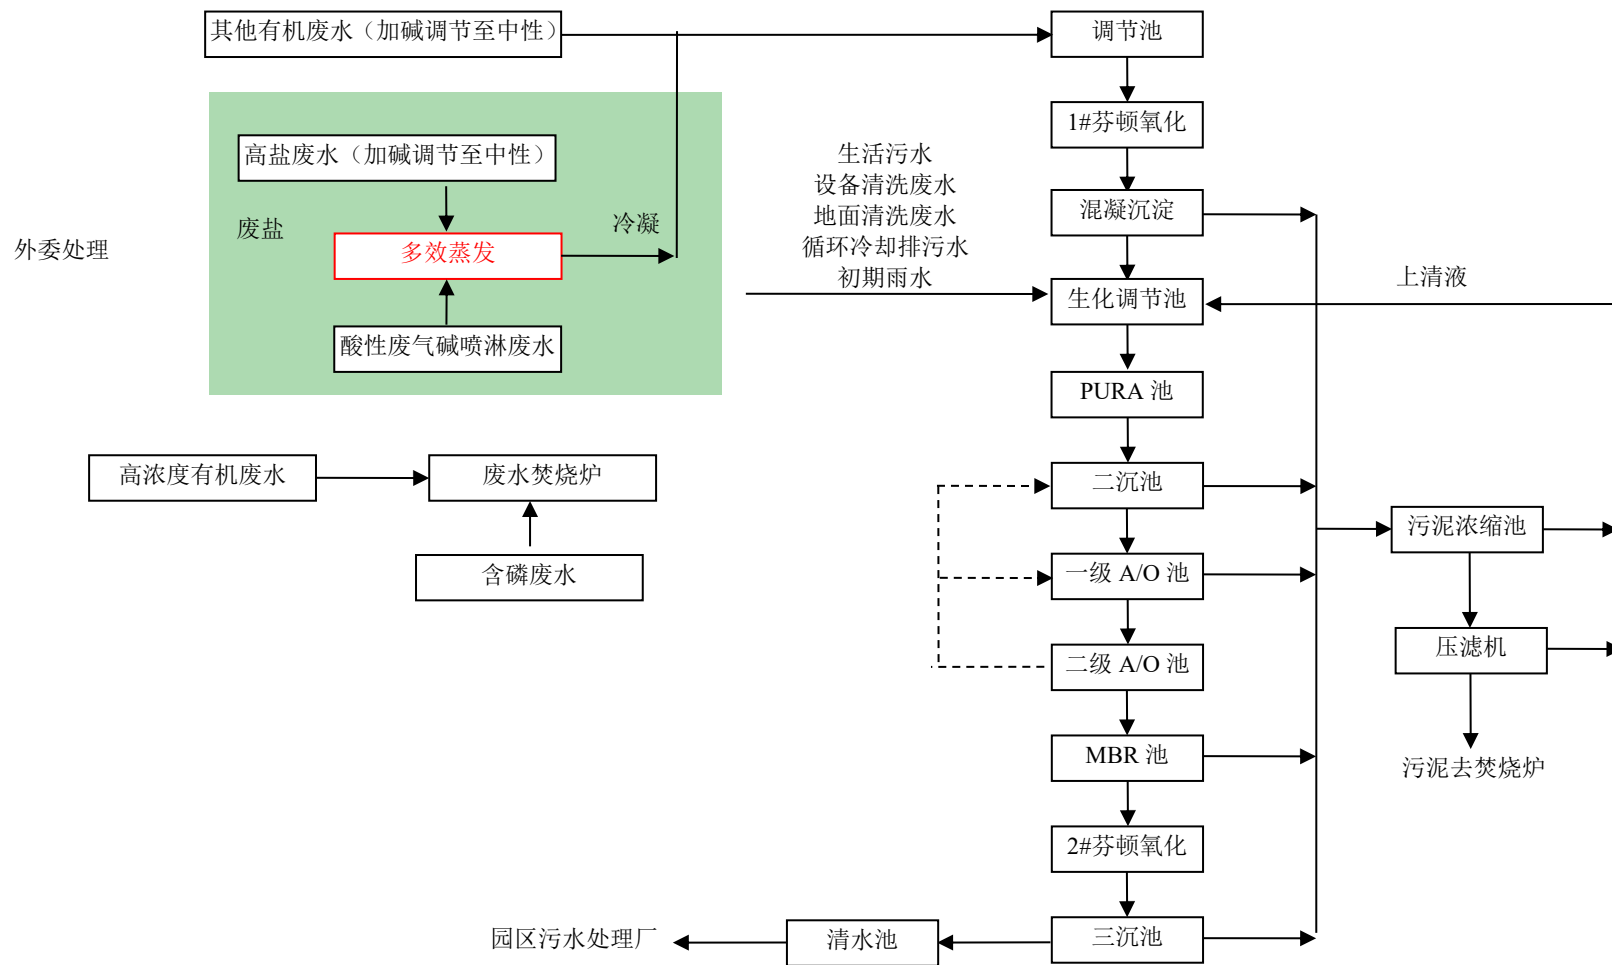 其他有机废水（加碱调节至中性）
调节池
1#芬顿氧化
高盐废水（加碱调节至中性）
生活污水
设备清洗废水
地面清洗废水
循环冷却排污水
初期雨水
混凝沉淀
废盐
冷凝
外委处理
多效蒸发
上清液
生化调节池
酸性废气碱喷淋废水
PURA 池
高浓度有机废水
废水焚烧炉
二沉池
污泥浓缩池
含磷废水
一级 A/O 池
压滤机
二级 A/O 池
MBR 池
污泥去焚烧炉
2#芬顿氧化
园区污水处理厂
清水池
三沉池